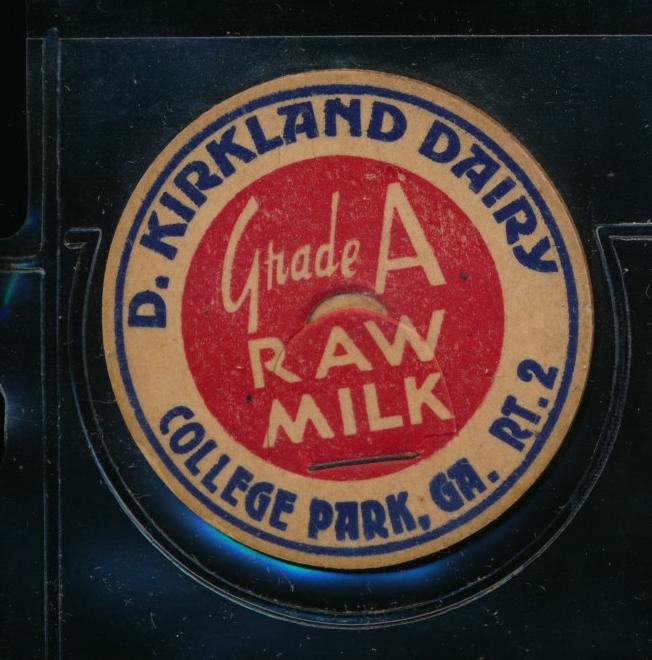 D. KIRKLAND DAIRY
Grade A
RAW
MILK
COLLEGE PARK, GA. RT. 2